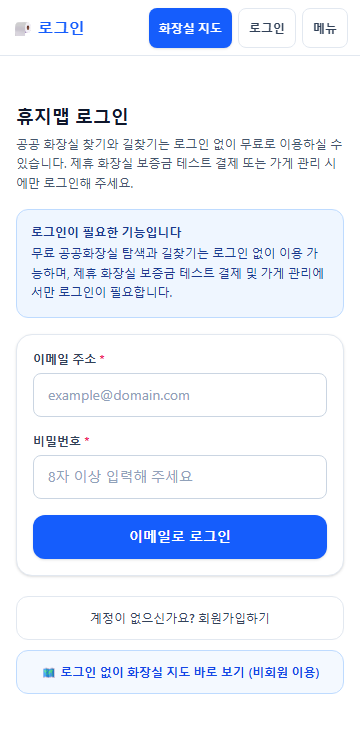 로그인
화장실 지도
로그인
메뉴
휴지맵 로그인
공공 화장실 찾기와 길찾기는 로그인 없이 무료로 이용하실 수
있습니다. 제휴 화장실 보증금 테스트 결제 또는 가게 관리 시
에만 로그인해 주세요.
로그인이 필요한 기능입니다
무료 공공화장실 탐색과 길찾기는 로그인 없이 이용 가
능하며, 제휴 화장실 보증금 테스트 결제 및 가게 관리에
서만 로그인이 필요합니다.
이메일 주소 *
example@domain.com
비밀번호 *
8자 이상 입력해 주세요
이메일로 로그인
계정이 없으신가요? 회원가입하기
로그인 없이 화장실 지도 바로 보기 (비회원 이용)